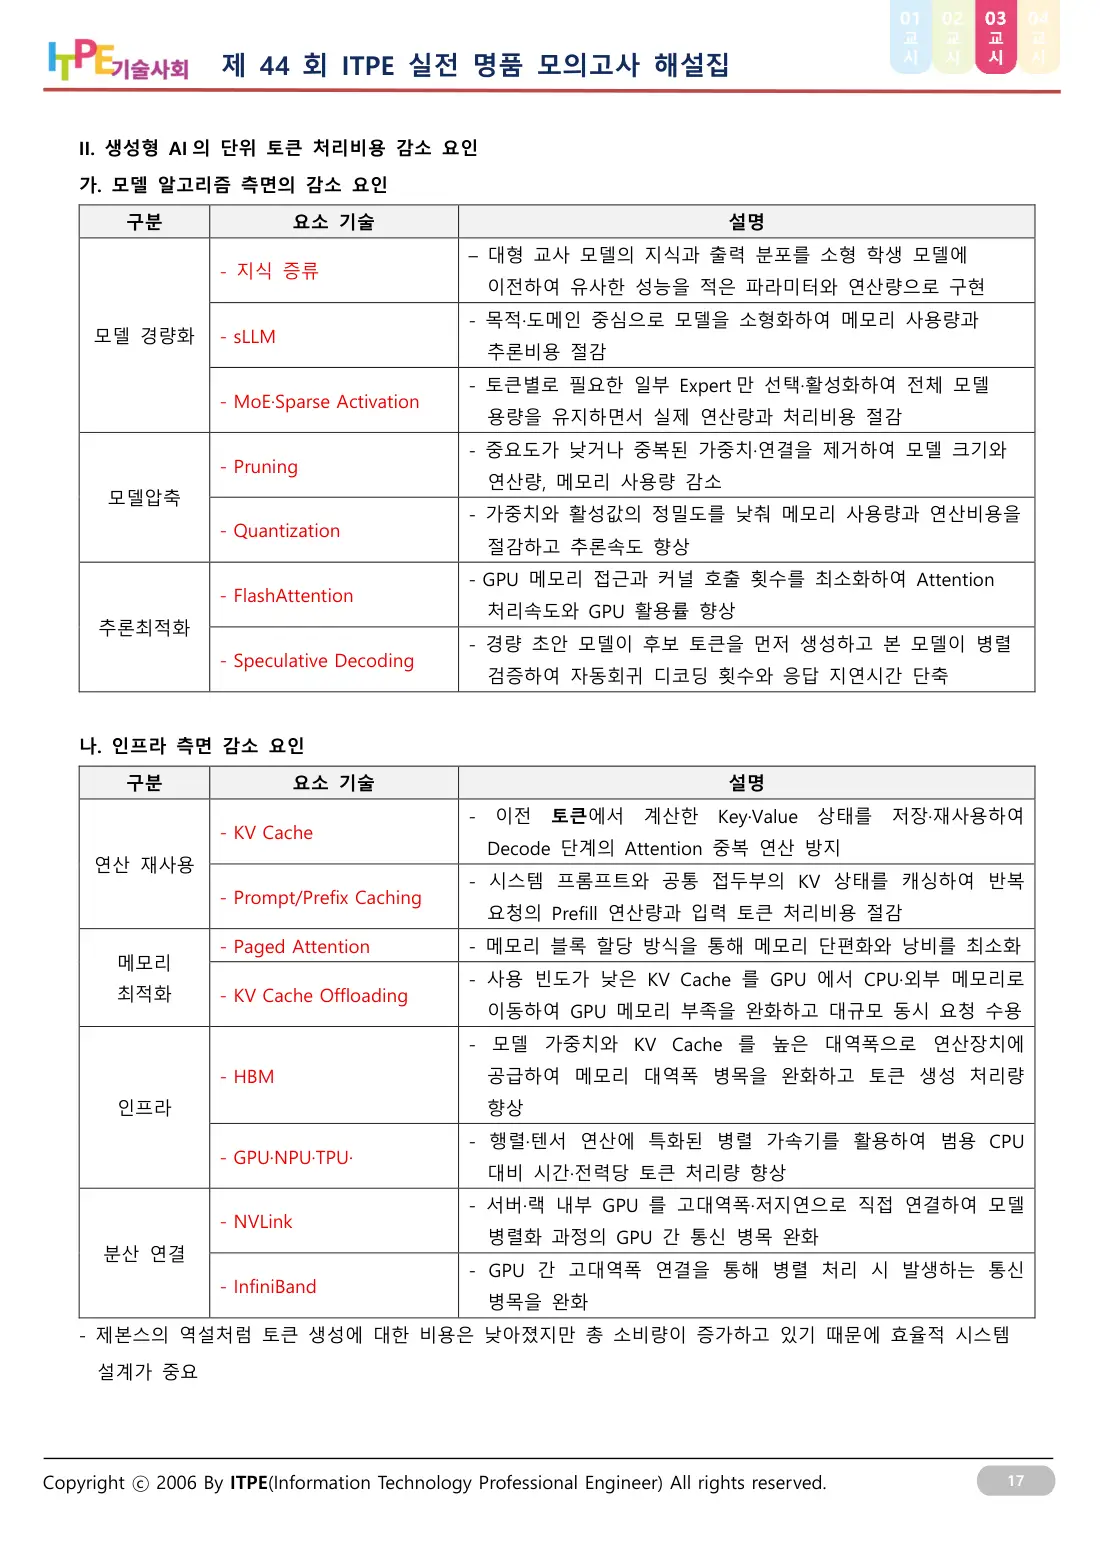 ITPE기술사회 제 44 회 ITPE 실전 명품 모의고사 해설집
01 교 시
02 교 시
03 교 시
04 교 시
II. 생성형 AI 의 단위 토큰 처리비용 감소 요인
가. 모델 알고리즘 측면의 감소 요인
구분 요소 기술 설명
모델 경량화
- 지식 증류
– 대형 교사 모델의 지식과 출력 분포를 소형 학생 모델에
이전하여 유사한 성능을 적은 파라미터와 연산량으로 구현
- sLLM
- 목적·도메인 중심으로 모델을 소형화하여 메모리 사용량과
추론비용 절감
- MoE·Sparse Activation
- 토큰별로 필요한 일부 Expert 만 선택·활성화하여 전체 모델
용량을 유지하면서 실제 연산량과 처리비용 절감
모델압축
- Pruning
- 중요도가 낮거나 중복된 가중치·연결을 제거하여 모델 크기와
연산량, 메모리 사용량 감소
- Quantization
- 가중치와 활성값의 정밀도를 낮춰 메모리 사용량과 연산비용을
절감하고 추론속도 향상
추론최적화
- FlashAttention
- GPU 메모리 접근과 커널 호출 횟수를 최소화하여 Attention
처리속도와 GPU 활용률 향상
- Speculative Decoding
- 경량 초안 모델이 후보 토큰을 먼저 생성하고 본 모델이 병렬
검증하여 자동회귀 디코딩 횟수와 응답 지연시간 단축
나. 인프라 측면 감소 요인
구분 요소 기술 설명
연산 재사용
- KV Cache
- 이전 토큰에서 계산한 Key·Value 상태를 저장·재사용하여
Decode 단계의 Attention 중복 연산 방지
- Prompt/Prefix Caching
- 시스템 프롬프트와 공통 접두부의 KV 상태를 캐싱하여 반복
요청의 Prefill 연산량과 입력 토큰 처리비용 절감
메모리
최적화
- Paged Attention
- 메모리 블록 할당 방식을 통해 메모리 단편화와 낭비를 최소화
- KV Cache Offloading
- 사용 빈도가 낮은 KV Cache 를 GPU 에서 CPU·외부 메모리로
이동하여 GPU 메모리 부족을 완화하고 대규모 동시 요청 수용
인프라
- HBM
- 모델 가중치와 KV Cache 를 높은 대역폭으로 연산장치에
공급하여 메모리 대역폭 병목을 완화하고 토큰 생성 처리량
향상
- GPU·NPU·TPU·
- 행렬·텐서 연산에 특화된 병렬 가속기를 활용하여 범용 CPU
대비 시간·전력당 토큰 처리량 향상
분산 연결
- NVLink
- 서버·랙 내부 GPU 를 고대역폭·저지연으로 직접 연결하여 모델
병렬화 과정의 GPU 간 통신 병목 완화
- InfiniBand
- GPU 간 고대역폭 연결을 통해 병렬 처리 시 발생하는 통신
병목을 완화
- 제본스의 역설처럼 토큰 생성에 대한 비용은 낮아졌지만 총 소비량이 증가하고 있기 때문에 효율적 시스템
설계가 중요
Copyright ⓒ 2006 By ITPE(Information Technology Professional Engineer) All rights reserved.
17